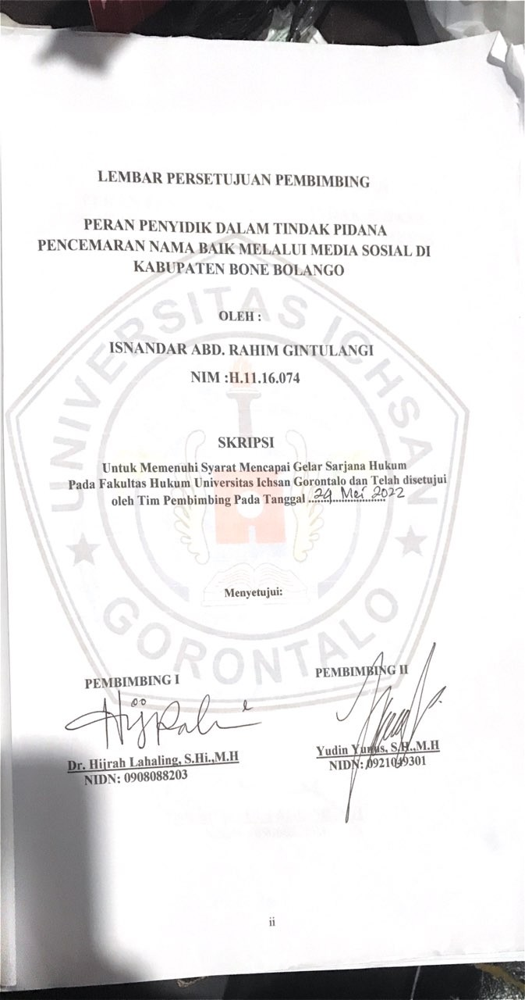 LEMBAR PERSETUJUAN PEMBIMBING
PERAN PENYIDIK DALAM TINDAK PIDANA
PENCEMARAN NAMA BAIK MELALUI MEDIA SOSIAL DI
KABUPATEN BONE BOLANGO
OLEH :
ISNANDAR ABD. RAHIM GINTULANGI
NIM :H.11.16.074
SKRIPSI
Untuk Memenuhi Syarat Mencapai Gelar Sarjana Hukum
Pada Fakultas Hukum Universitas Ichsan Gorontalo dan Telah disetujui
oleh Tim Pembimbing Pada Tanggal 24 Mei 2022
Menyetujui:
UNIVERSITAS ICHSAN
GORONTALO
PEMBIMBING I
Dr. Hijrah Lahaling, S.Hi.,M.H
NIDN: 0908088203
PEMBIMBING II
Yudin Yunus, S.H.,M.H
NIDN: 0921049301
ii